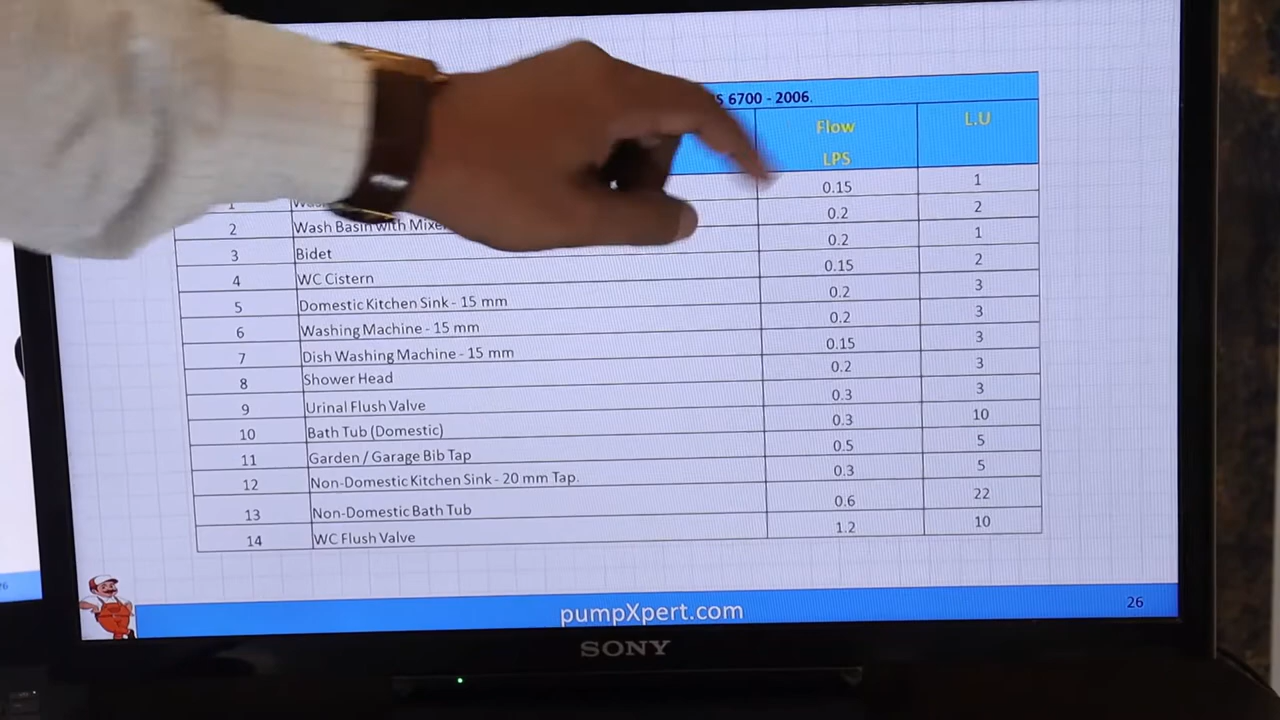 6700 - 2006.
Flow
LPS
L.U
1 0.15 1
2 Wash Basin with 0.2 2
3 Bidet 0.2 1
4 WC Cistern 0.15 2
5 Domestic Kitchen Sink - 15 mm 0.2 3
6 Washing Machine - 15 mm 0.2 3
7 Dish Washing Machine - 15 mm 0.15 3
8 Shower Head 0.2 3
9 Urinal Flush Valve 0.3 3
10 Bath Tub (Domestic) 0.3 10
11 Garden / Garage Bib Tap 0.5 5
12 Non-Domestic Kitchen Sink - 20 mm Tap. 0.3 5
13 Non-Domestic Bath Tub 0.6 22
14 WC Flush Valve 1.2 10
pumpXpert.com
26
SONY